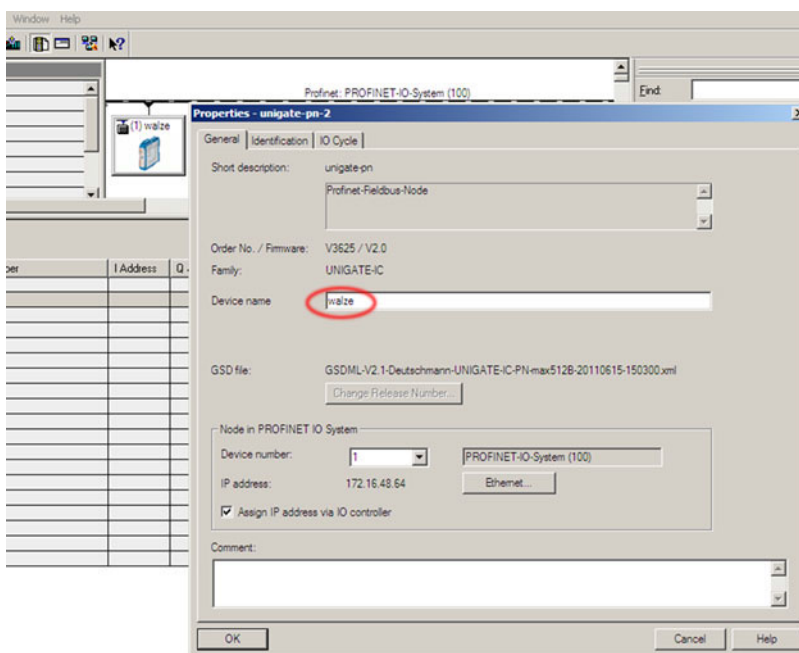 Window Help
Profinet: PROFINET-IO-System (100)
Find:
(1) walze
Properties - unigate-pn-2
General Identification IO Cycle
Short description: unigate-pn
Profinet-Fieldbus-Node
Order No. / Firmware: V3625 / V2.0
Family: UNIGATE-IC
Device name walze
I Address Q
GSD file: GSDML-V2.1-Deutschmann-UNIGATE-IC-PN-max512B-20110615-150300.xml
Change Release Number...
Node in PROFINET IO System
Device number: 1 PROFINET-IO-System (100)
IP address: 172.16.48.64 Ethernet...
Assign IP address via IO controller
Comment:
OK Cancel Help